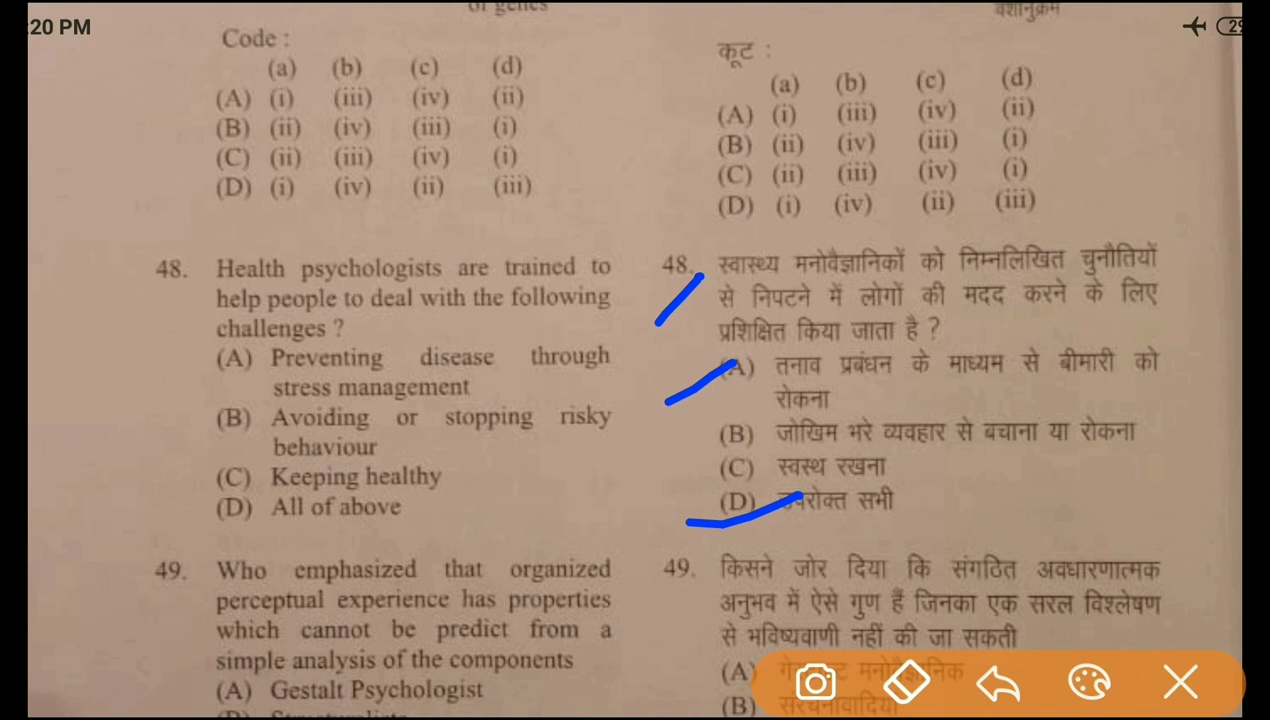 :20 PM
29
of genes
Code :
(a) (b) (c) (d)
(A) (i) (iii) (iv) (ii)
(B) (ii) (iv) (iii) (i)
(C) (ii) (iii) (iv) (i)
(D) (i) (iv) (ii) (iii)
48. Health psychologists are trained to
help people to deal with the following
challenges ?
(A) Preventing disease through
stress management
(B) Avoiding or stopping risky
behaviour
(C) Keeping healthy
(D) All of above
49. Who emphasized that organized
perceptual experience has properties
which cannot be predict from a
simple analysis of the components
(A) Gestalt Psychologist
वंशानुक्रम
कूट :
(a) (b) (c) (d)
(A) (i) (iii) (iv) (ii)
(B) (ii) (iv) (iii) (i)
(C) (ii) (iii) (iv) (i)
(D) (i) (iv) (ii) (iii)
48. स्वास्थ्य मनोवैज्ञानिकों को निम्नलिखित चुनौतियों
से निपटने में लोगों की मदद करने के लिए
प्रशिक्षित किया जाता है ?
(A) तनाव प्रबंधन के माध्यम से बीमारी को
रोकना
(B) जोखिम भरे व्यवहार से बचाना या रोकना
(C) स्वस्थ रखना
(D) उपरोक्त सभी
49. किसने जोर दिया कि संगठित अवधारणात्मक
अनुभव में ऐसे गुण हैं जिनका एक सरल विश्लेषण
से भविष्यवाणी नहीं की जा सकती
(A)
(B)